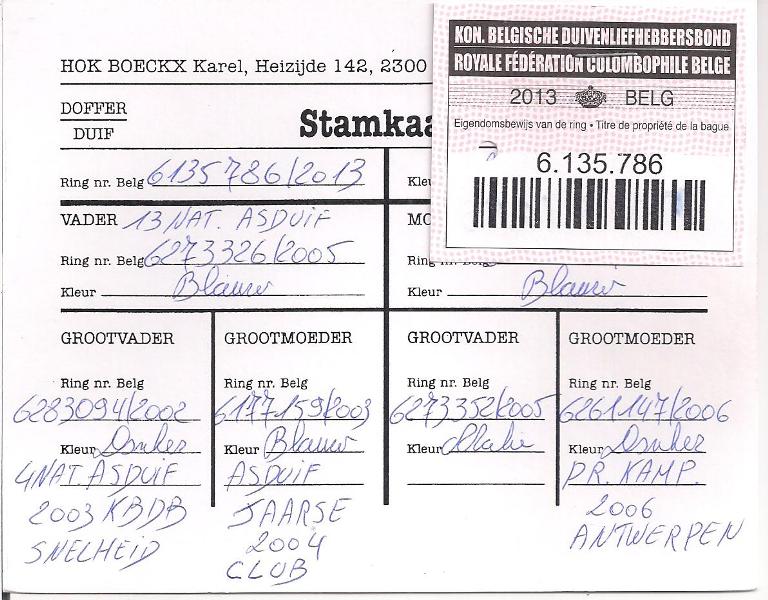 KON. BELGISCHE DUIVENLIEFHEBBERSBOND
ROYALE FÉDÉRATION COLOMBOPHILE BELGE
2013 BELG
Eigendomsbewijs van de ring • Titre de propriété de la bague
6.135.786
HOK BOECKX Karel, Heizijde 142, 2300
DOFFER
DUIF
Stamkaa
Ring nr. Belg 6135786/2013
VADER 13 NAT. ASDUIF
MO
Ring nr. Belg 6273326/2005
Kleur Blauw
Kleur Blauw
GROOTVADER GROOTMOEDER GROOTVADER GROOTMOEDER
Ring nr. Belg Ring nr. Belg Ring nr. Belg Ring nr. Belg
6283094/2002 6177159/2003 6273352/2005 6261147/2006
Kleur Donker Kleur Blauw Kleur Kleur Donker
4 NAT. ASDUIF ASDUIF PR. KAMP.
2003 KBDB JAARSE 2006
SNELHEID 2004 ANTWERPEN
CLUB